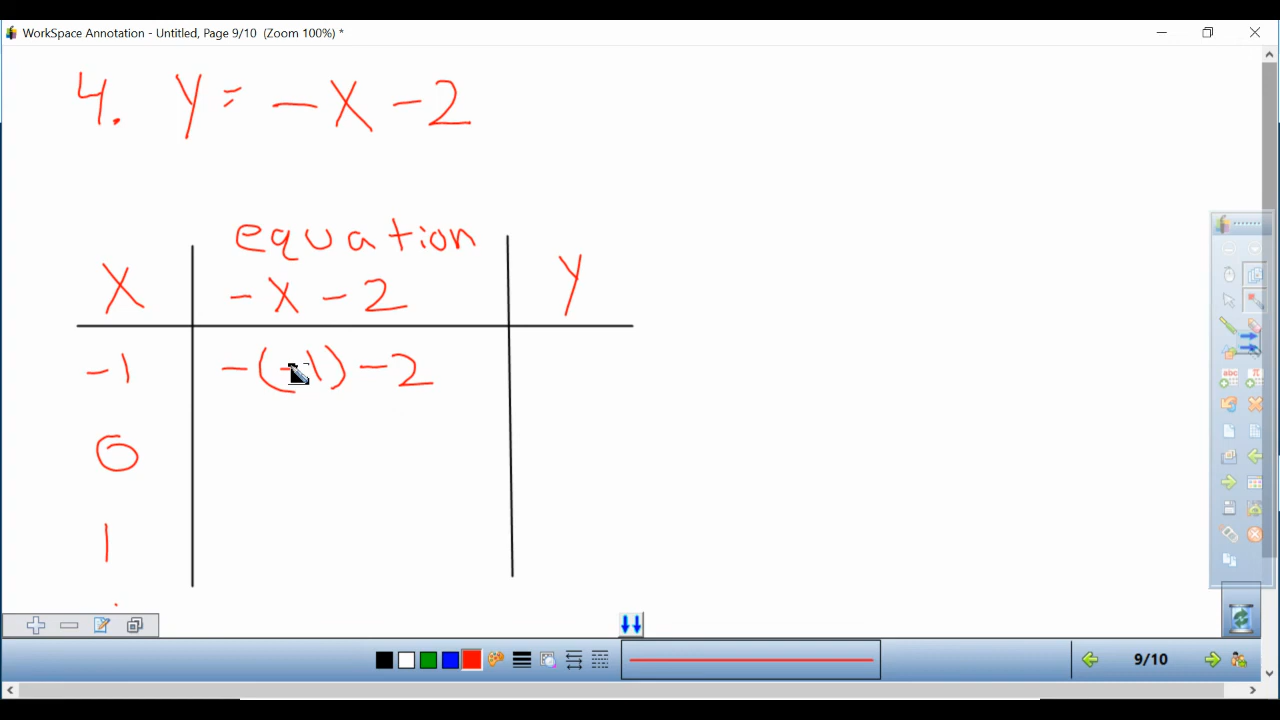 WorkSpace Annotation - Untitled, Page 9/10 (Zoom 100%) *
4. y = -x - 2
equation
x -x - 2 y
-1 -(-1) - 2
0
1
9/10